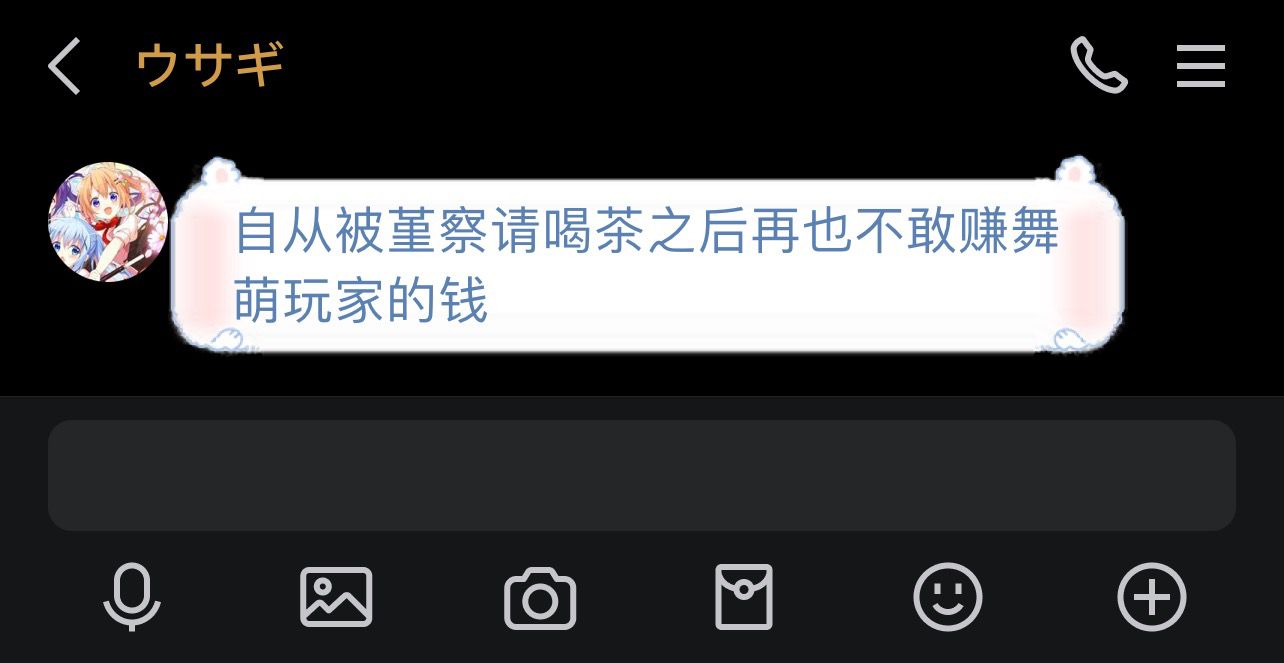 ウサギ
自从被堇察请喝茶之后再也不敢赚舞
萌玩家的钱